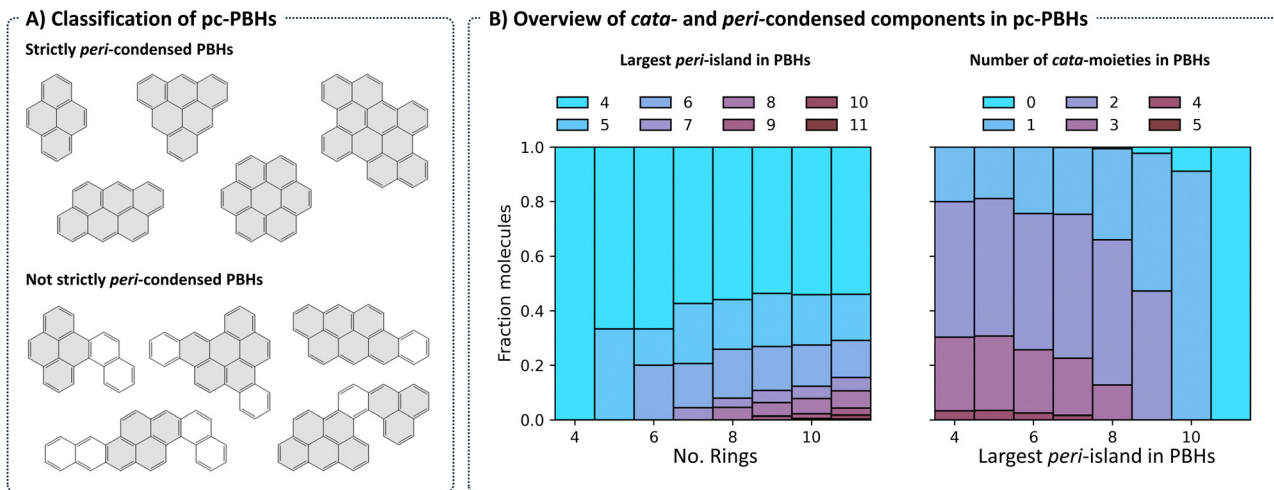 A) Classification of pc-PBHs
Strictly peri-condensed PBHs
Not strictly peri-condensed PBHs
B) Overview of cata- and peri-condensed components in pc-PBHs
Largest peri-island in PBHs
4 6 8 10
5 7 9 11
Fraction molecules
1.0
0.8
0.6
0.4
0.2
0.0
4 6 8 10
No. Rings
Number of cata-moieties in PBHs
0 2 4
1 3 5
4 6 8 10
Largest peri-island in PBHs